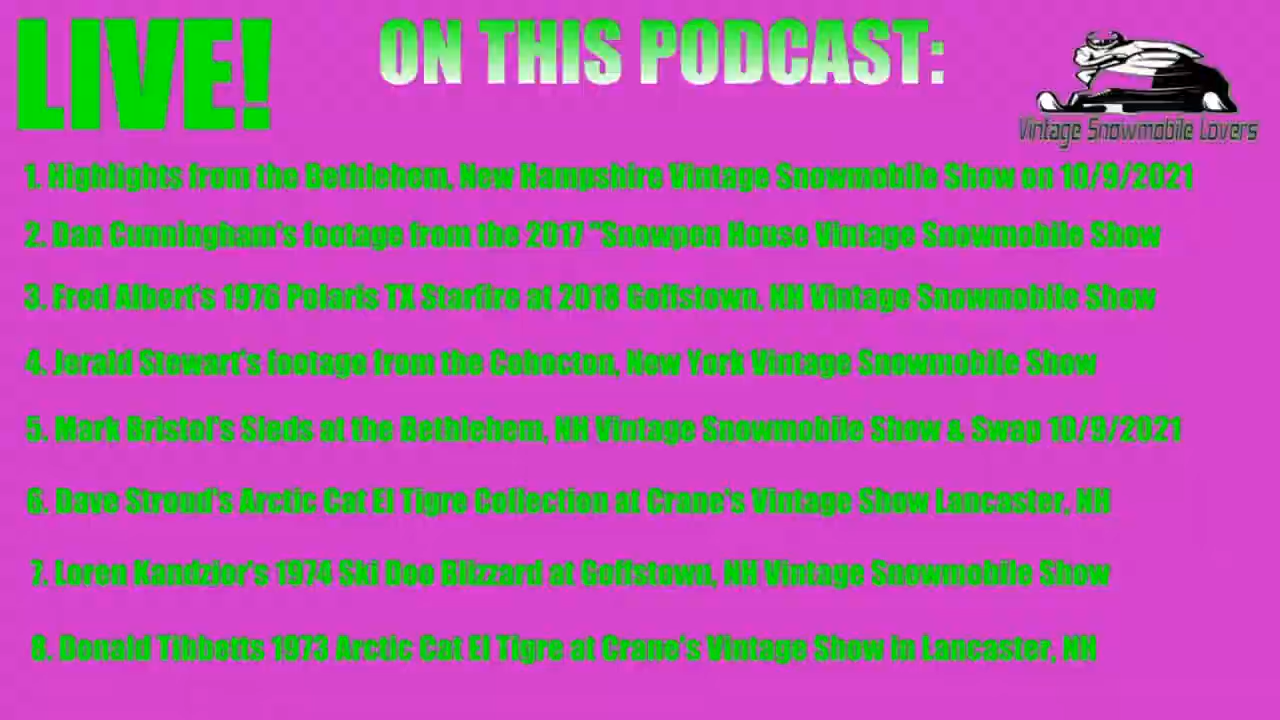 LIVE!
ON THIS PODCAST:
Vintage Snowmobile Lovers
1. Highlights from the Bethlehem, New Hampshire Vintage Snowmobile Show on 10/9/2021
2. Dan Cunningham's footage from the 2017 "Snowpen House Vintage Snowmobile Show
3. Fred Albert's 1976 Polaris TX Starfire at 2018 Goffstown, NH Vintage Snowmobile Show
4. Jerald Stewart's footage from the Cohocton, New York Vintage Snowmobile Show
5. Mark Bristol's Sleds at the Bethlehem, NH Vintage Snowmobile Show & Swap 10/9/2021
6. Dave Stroud's Arctic Cat El Tigre Collection at Crane's Vintage Show Lancaster, NH
7. Loren Kandzior's 1974 Ski Doo Blizzard at Goffstown, NH Vintage Snowmobile Show
8. Donald Tibbetts 1973 Arctic Cat El Tigre at Crane's Vintage Show in Lancaster, NH